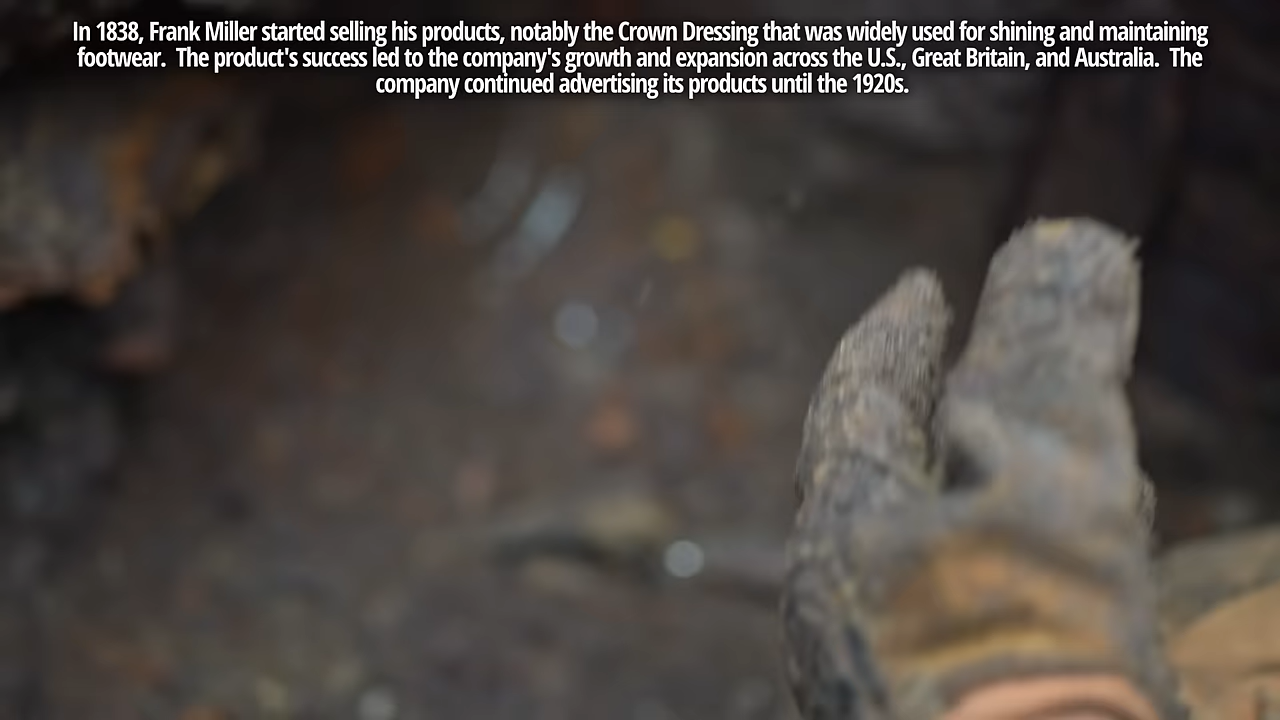 In 1838, Frank Miller started selling his products, notably the Crown Dressing that was widely used for shining and maintaining
footwear.  The product's success led to the company's growth and expansion across the U.S., Great Britain, and Australia.  The
company continued advertising its products until the 1920s.